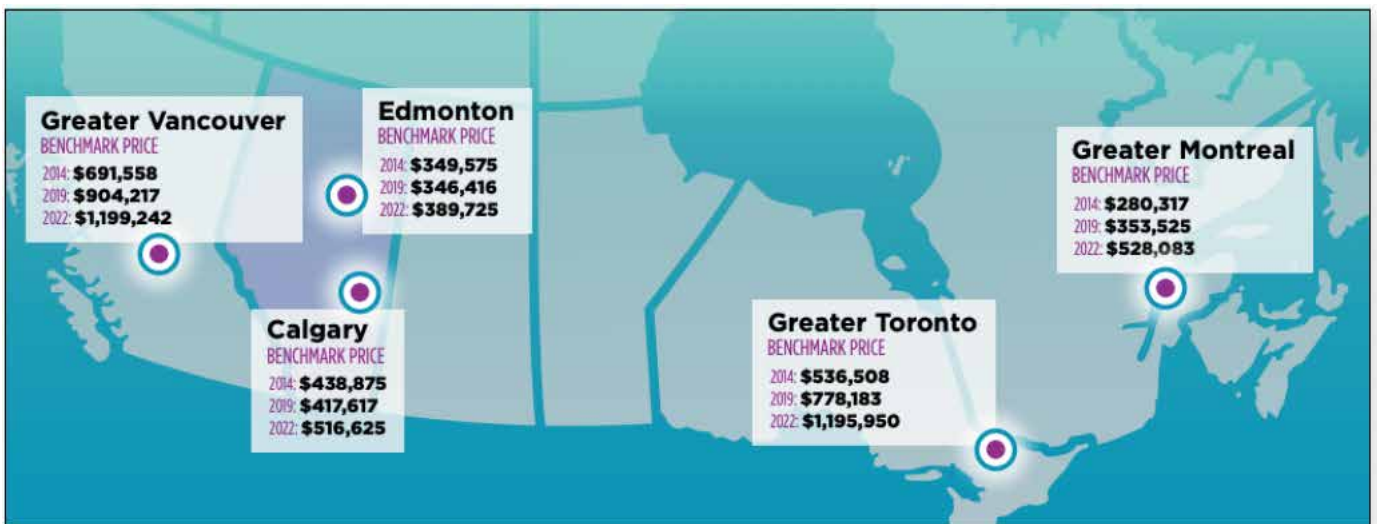 Greater Vancouver
BENCHMARK PRICE
2014: $691,558
2019: $904,217
2022: $1,199,242
Edmonton
BENCHMARK PRICE
2014: $349,575
2019: $346,416
2022: $389,725
Calgary
BENCHMARK PRICE
2014: $438,875
2019: $417,617
2022: $516,625
Greater Toronto
BENCHMARK PRICE
2014: $536,508
2019: $778,183
2022: $1,195,950
Greater Montreal
BENCHMARK PRICE
2014: $280,317
2019: $353,525
2022: $528,083